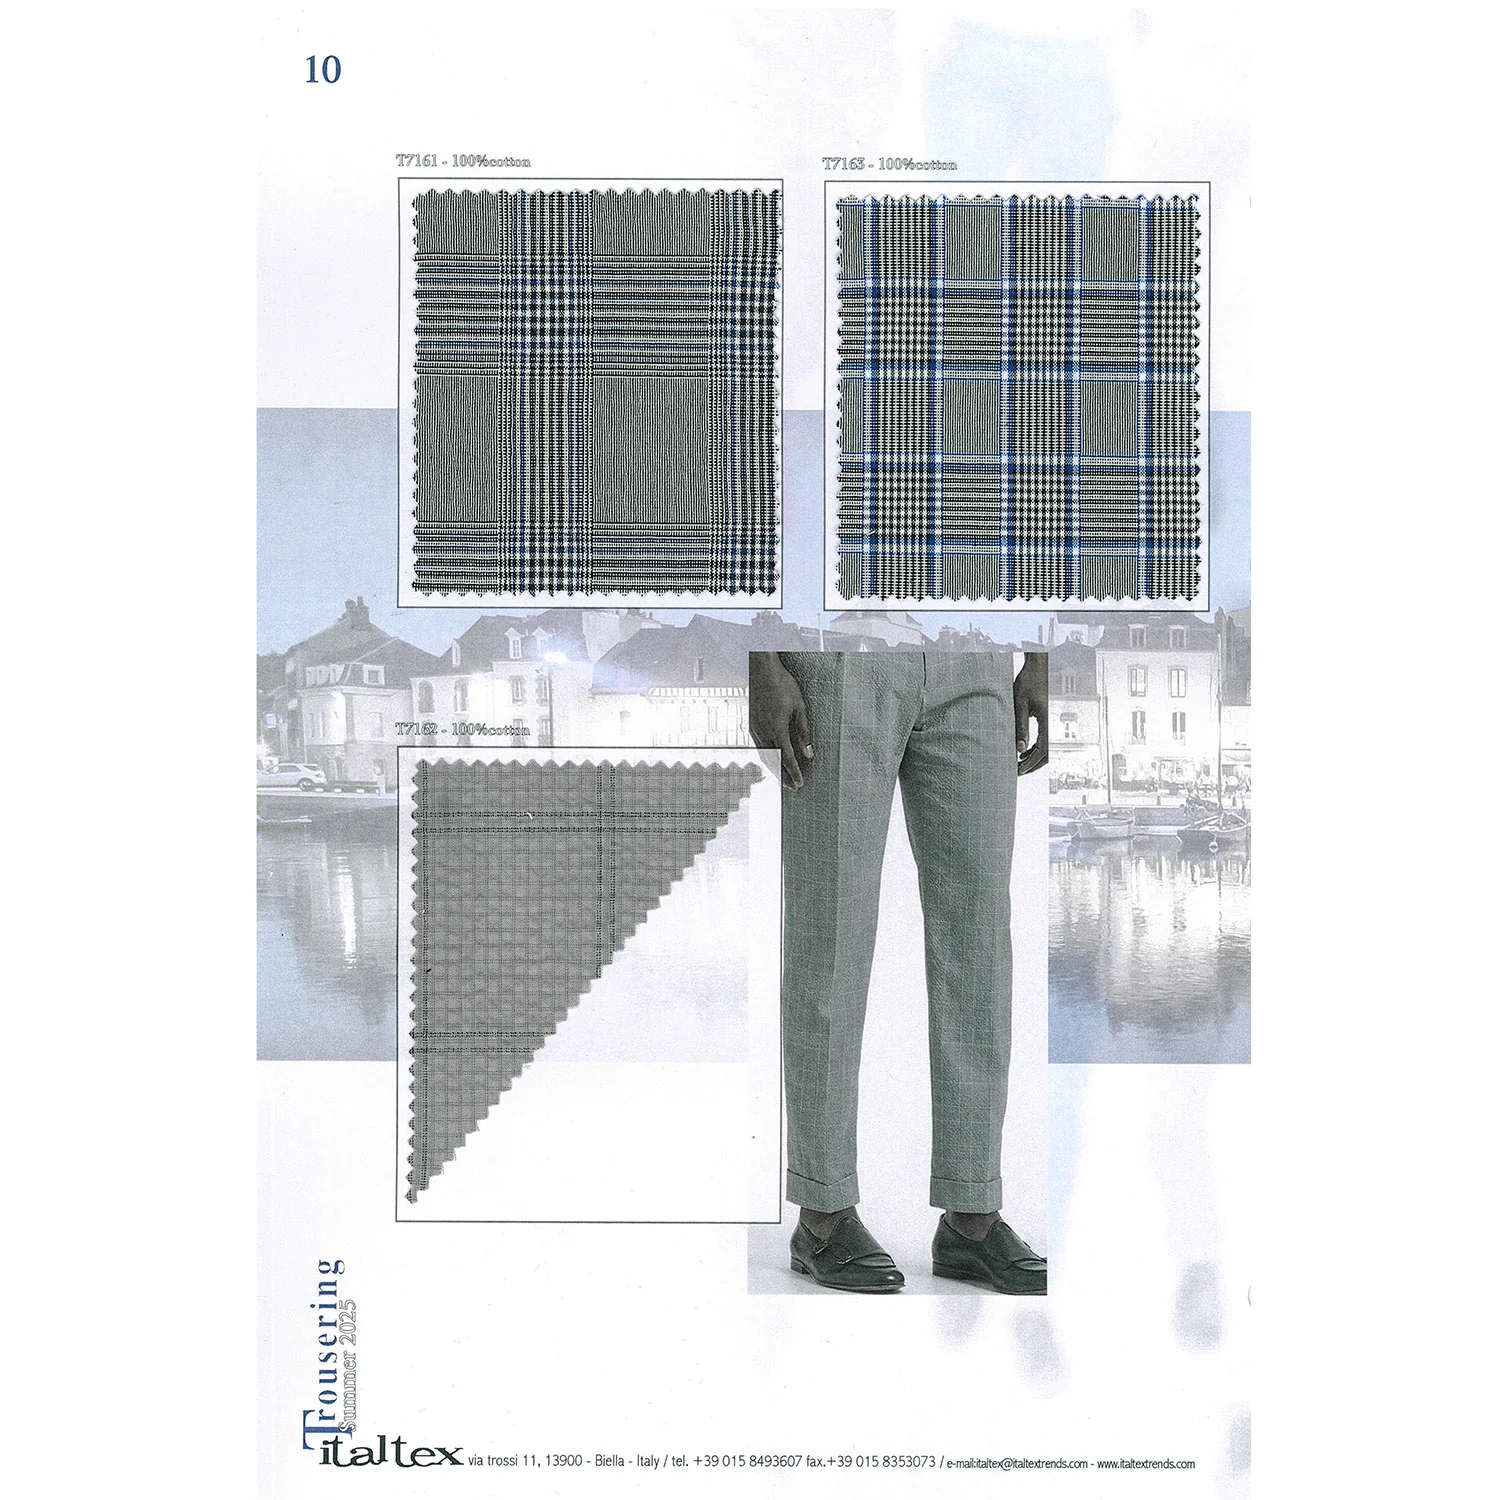 10
T7161 - 100%cotton
T7163 - 100%cotton
T7162 - 100%cotton
Trousering
Summer 2025
italtex via trossi 11, 13900 - Biella - Italy / tel. +39 015 8493607 fax.+39 015 8353073 / e-mail:italtex@italtextrends.com - www.italtextrends.com